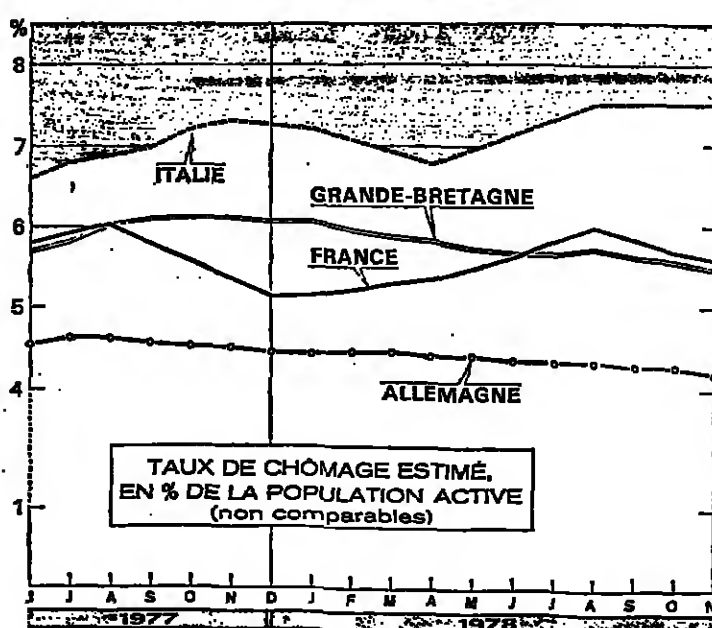 %
8
7
6
5
4
1
ITALIE
GRANDE-BRETAGNE
FRANCE
ALLEMAGNE
TAUX DE CHÔMAGE ESTIMÉ,
EN % DE LA POPULATION ACTIVE
(non comparables)
J J A S O N D J F M A M J J A S O N
1977 1978